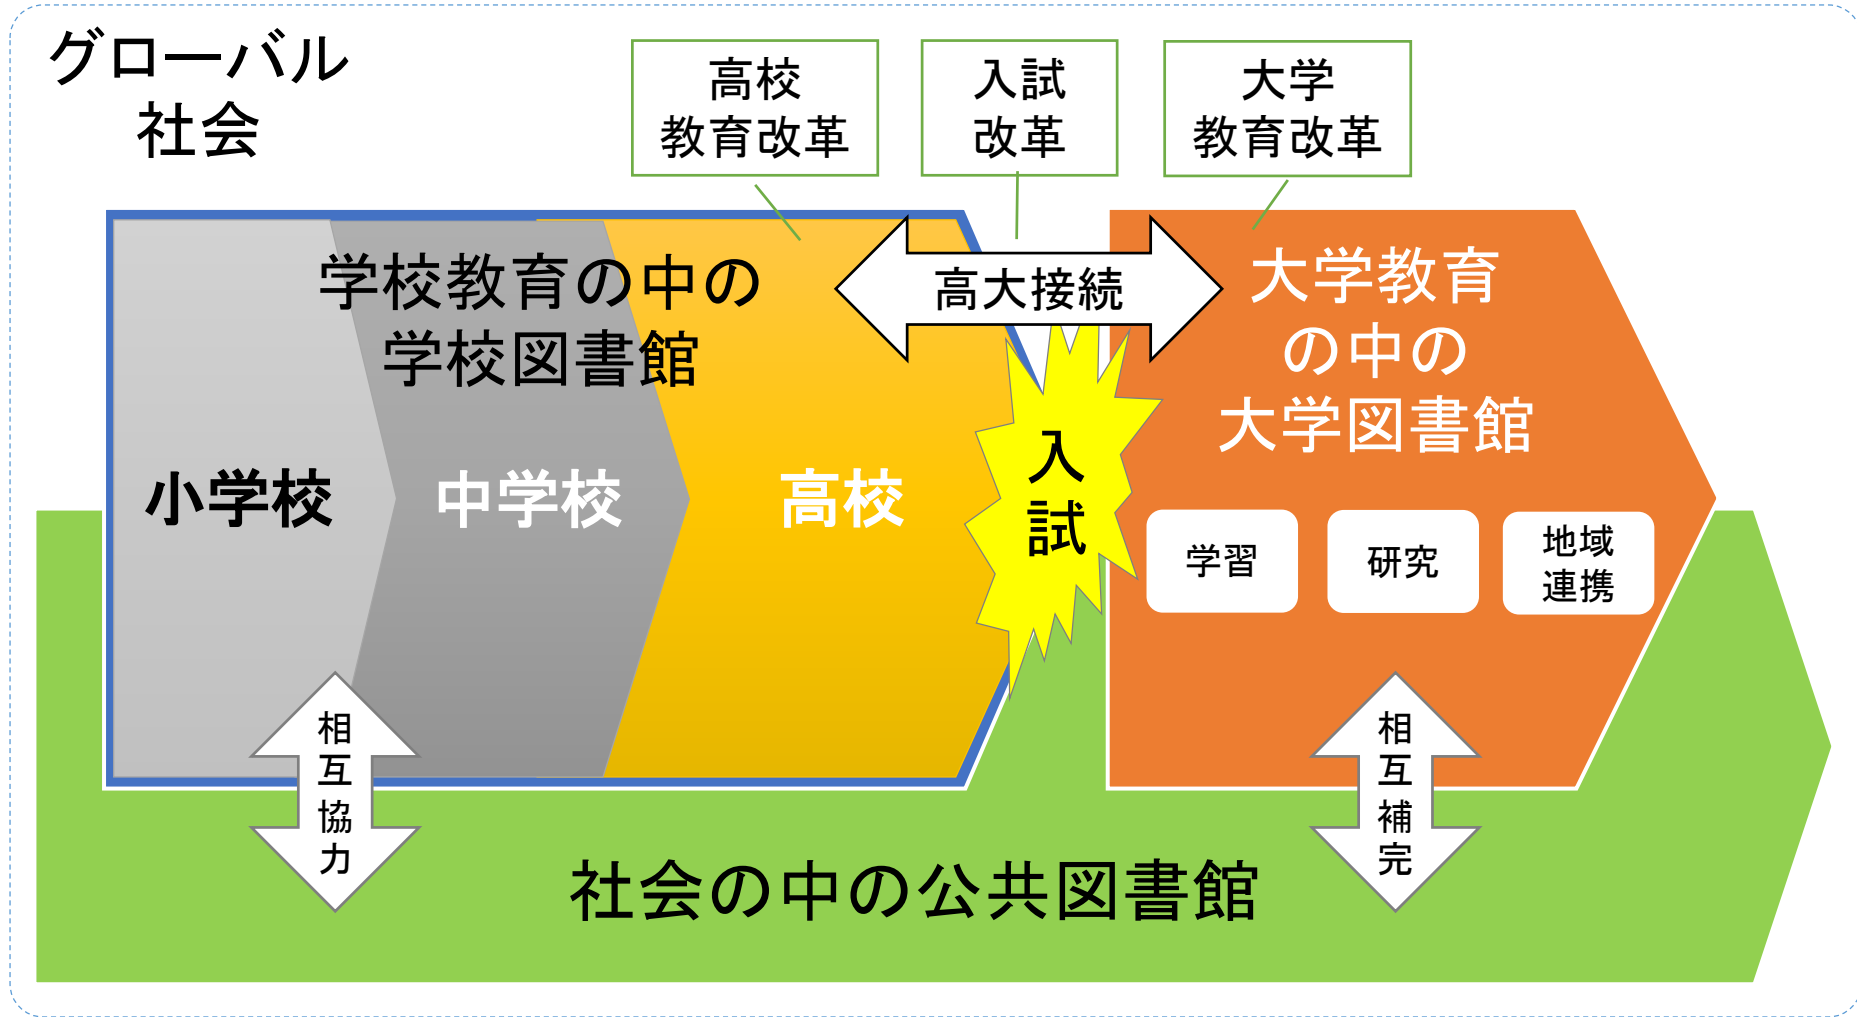 グローバル
社会
高校
教育改革
入試
改革
大学
教育改革
学校教育の中の
学校図書館
高大接続
大学教育
の中の
大学図書館
小学校
中学校
高校
入
試
学習
研究
地域
連携
相
互
協
力
相
互
補
完
社会の中の公共図書館